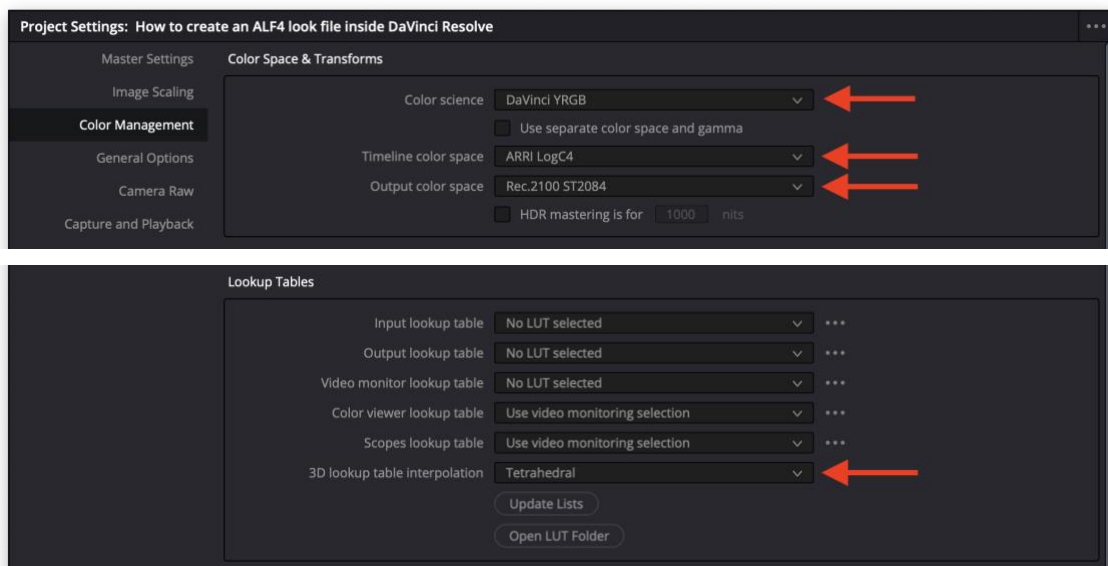 Project Settings: How to create an ALF4 look file inside DaVinci Resolve
Master Settings
Image Scaling
Color Management
General Options
Camera Raw
Capture and Playback
Color Space & Transforms
Color science DaVinci YRGB
Use separate color space and gamma
Timeline color space ARRI LogC4
Output color space Rec.2100 ST2084
HDR mastering is for 1000 nits
Lookup Tables
Input lookup table No LUT selected
Output lookup table No LUT selected
Video monitor lookup table No LUT selected
Color viewer lookup table Use video monitoring selection
Scopes lookup table Use video monitoring selection
3D lookup table interpolation Tetrahedral
Update Lists
Open LUT Folder